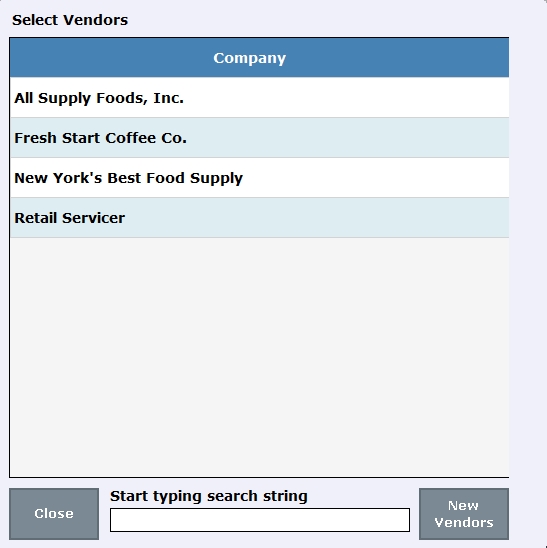 Select Vendors
Company
All Supply Foods, Inc.
Fresh Start Coffee Co.
New York's Best Food Supply
Retail Servicer
Start typing search string
Close
New
Vendors